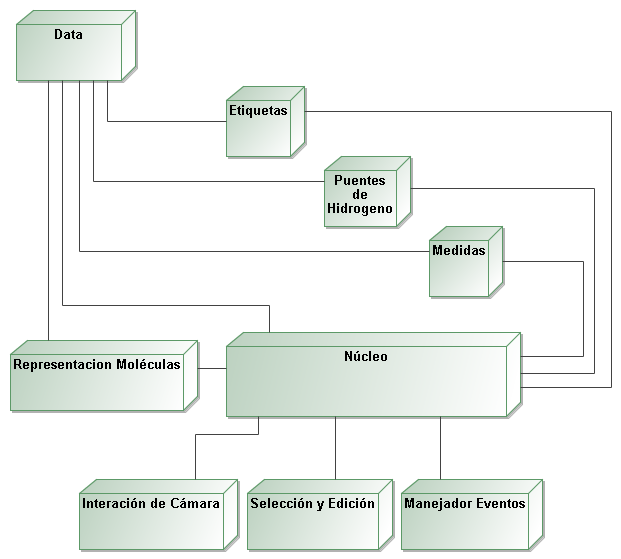 Data
Etiquetas
Puentes
de
Hidrogeno
Medidas
Representacion Moléculas
Núcleo
Interación de Cámara
Selección y Edición
Manejador Eventos